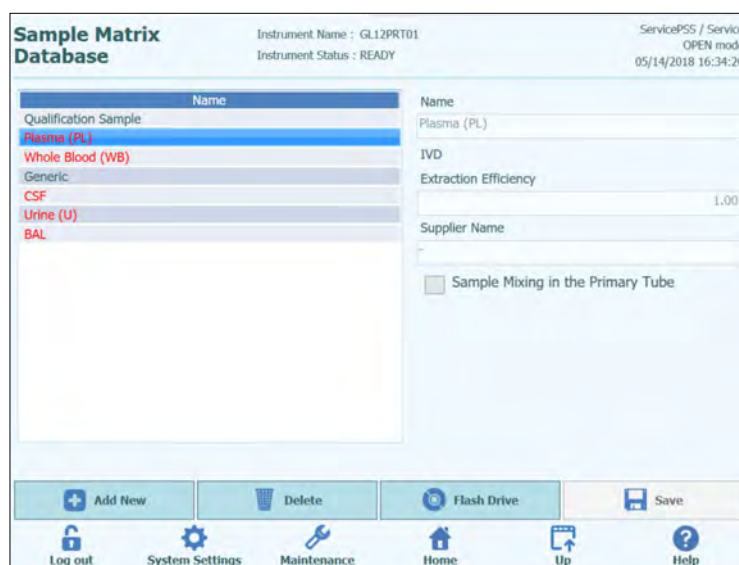 Sample Matrix
Database
Instrument Name : GL12PRT01
Instrument Status : READY
ServicePSS / Servic
OPEN mod
05/14/2018 16:34:2
Name
Qualification Sample
Plasma (PL)
Whole Blood (WB)
Generic
CSF
Urine (U)
BAL
Name
Plasma (PL)
IVD
Extraction Efficiency
1.00
Supplier Name
-
Sample Mixing in the Primary Tube
Add New
Delete
Flash Drive
Save
Log out
System Settings
Maintenance
Home
Up
Help